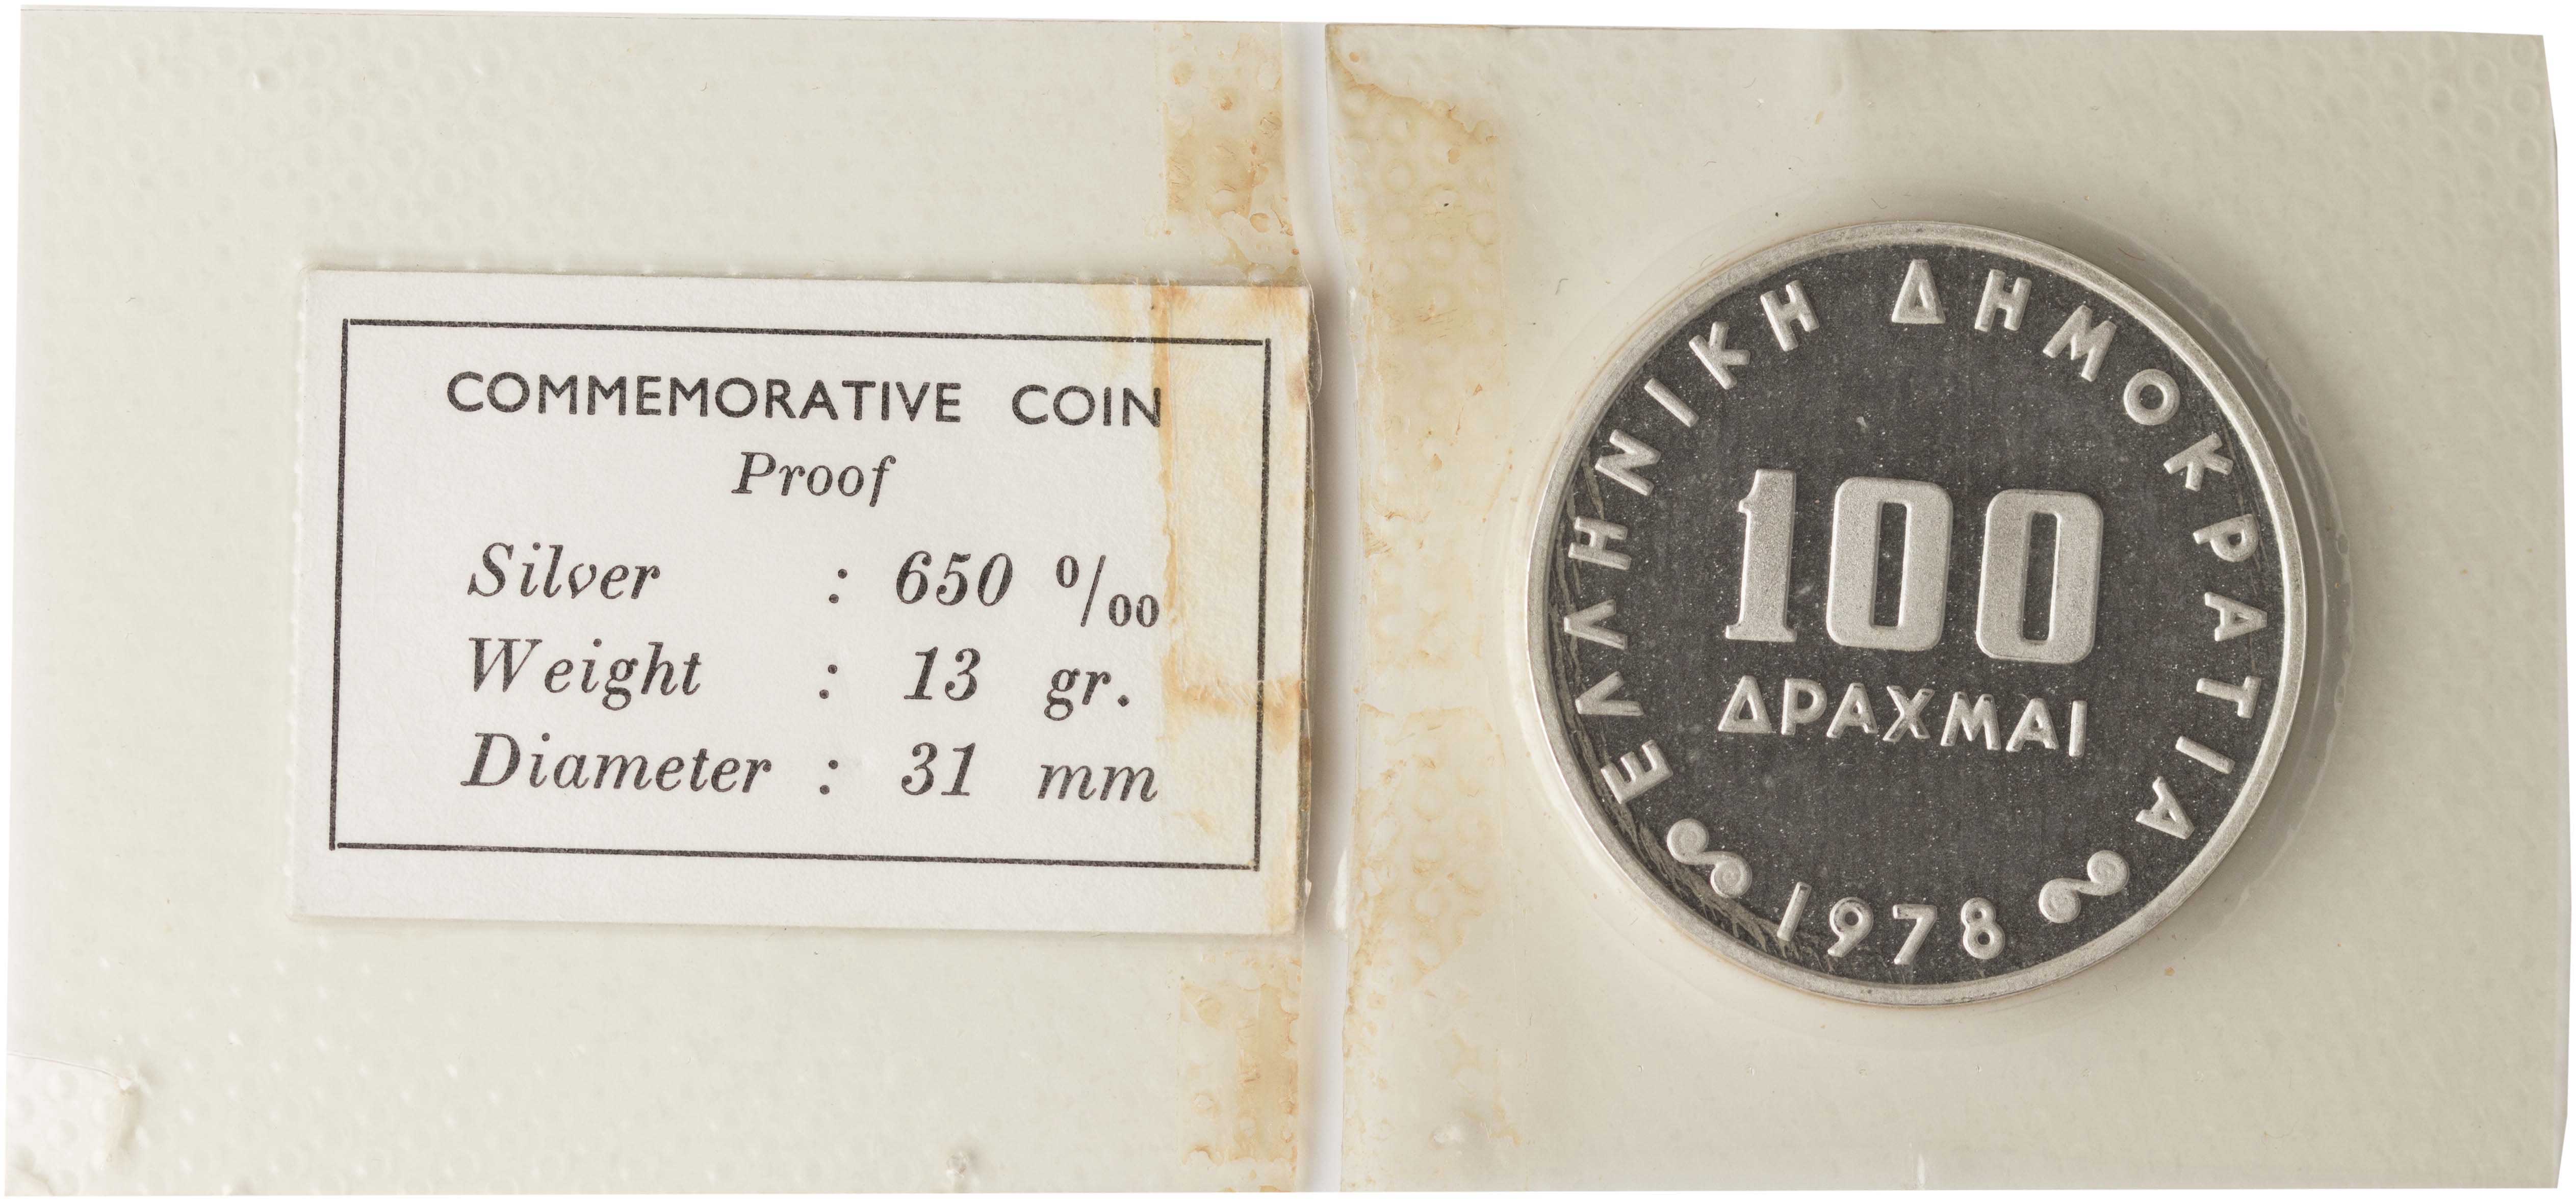 COMMEMORATIVE COIN
Proof
Silver : 650 0/00
Weight : 13 gr.
Diameter : 31 mm
ΕΛΛΗΝΙΚΗ ΔΗΜΟΚΡΑΤΙΑ
100
ΔΡΑΧΜΑΙ
1978